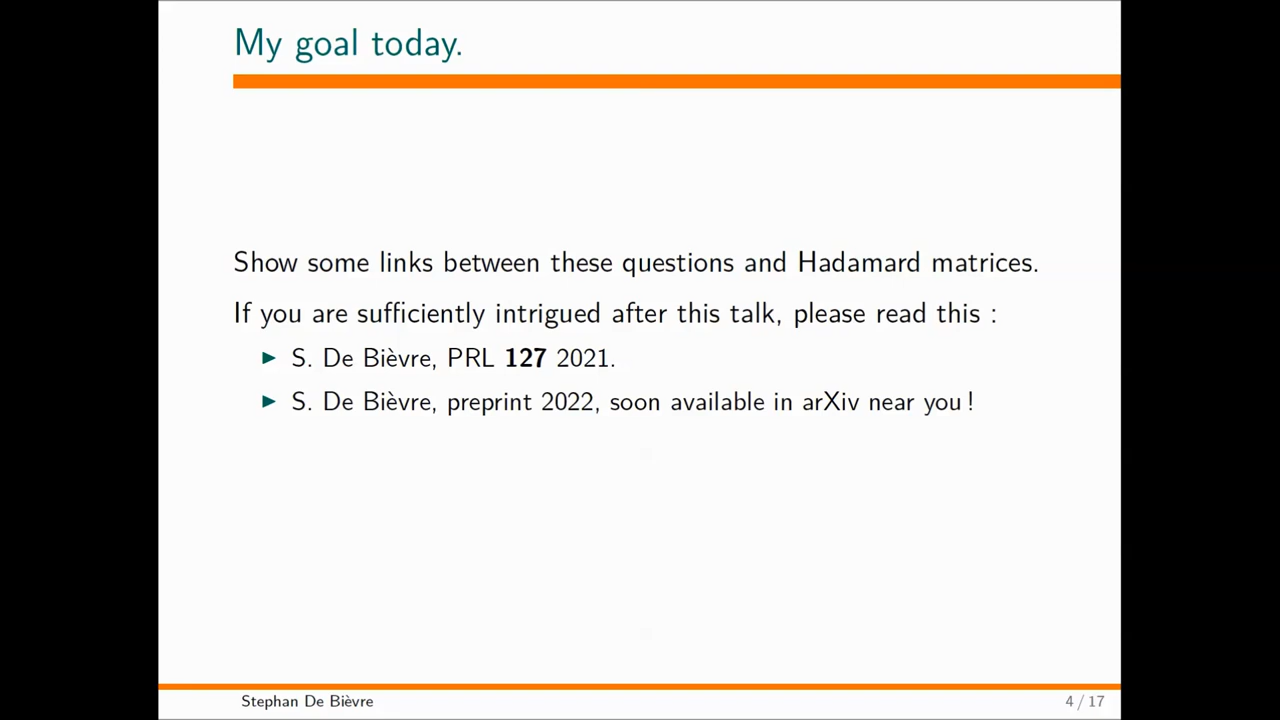 My goal today.
Show some links between these questions and Hadamard matrices.
If you are sufficiently intrigued after this talk, please read this :
► S. De Bièvre, PRL 127 2021.
► S. De Bièvre, preprint 2022, soon available in arXiv near you !
Stephan De Bièvre
4 / 17